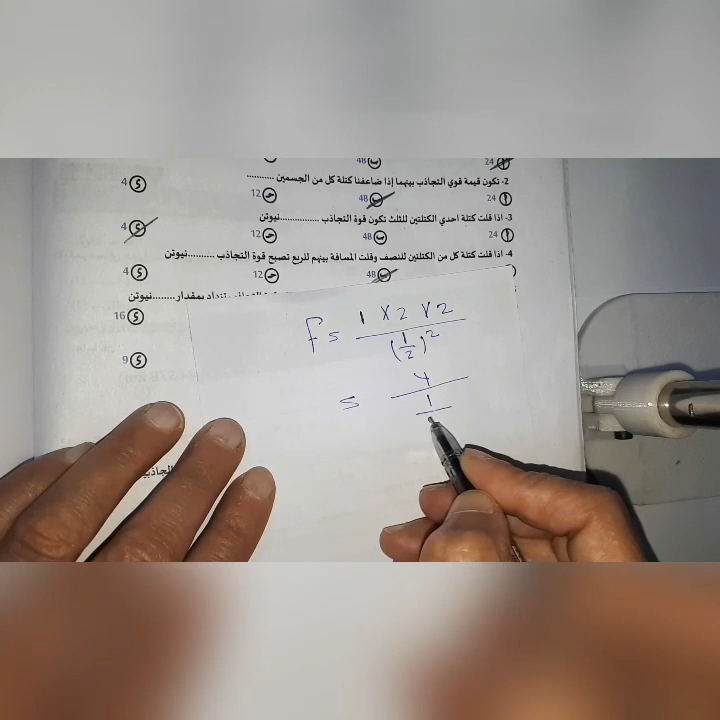 أ 24 ب 48
2- تكون قيمة قوي التجاذب بينهما إذا ضاعفنا كتلة كل من الجسمين ..........
أ 24 ب 48 ج 12 د 4
3- اذا قلت كتلة احدي الكتلتين للثلث تكون قوة التجاذب ................نيوتن
أ 24 ب 48 ج 12 د 4
4- اذا قلت كتلة كل من الكتلتين للنصف وقلت المسافة بينهم للربع تصبح قوة التجاذب ..........نيوتن
ب 48 ج 12 د 4
تزداد بمقدار........نيوتن
د 16
د 9
F = 1 x 2 x 2
(1/2)^2
= 4
1